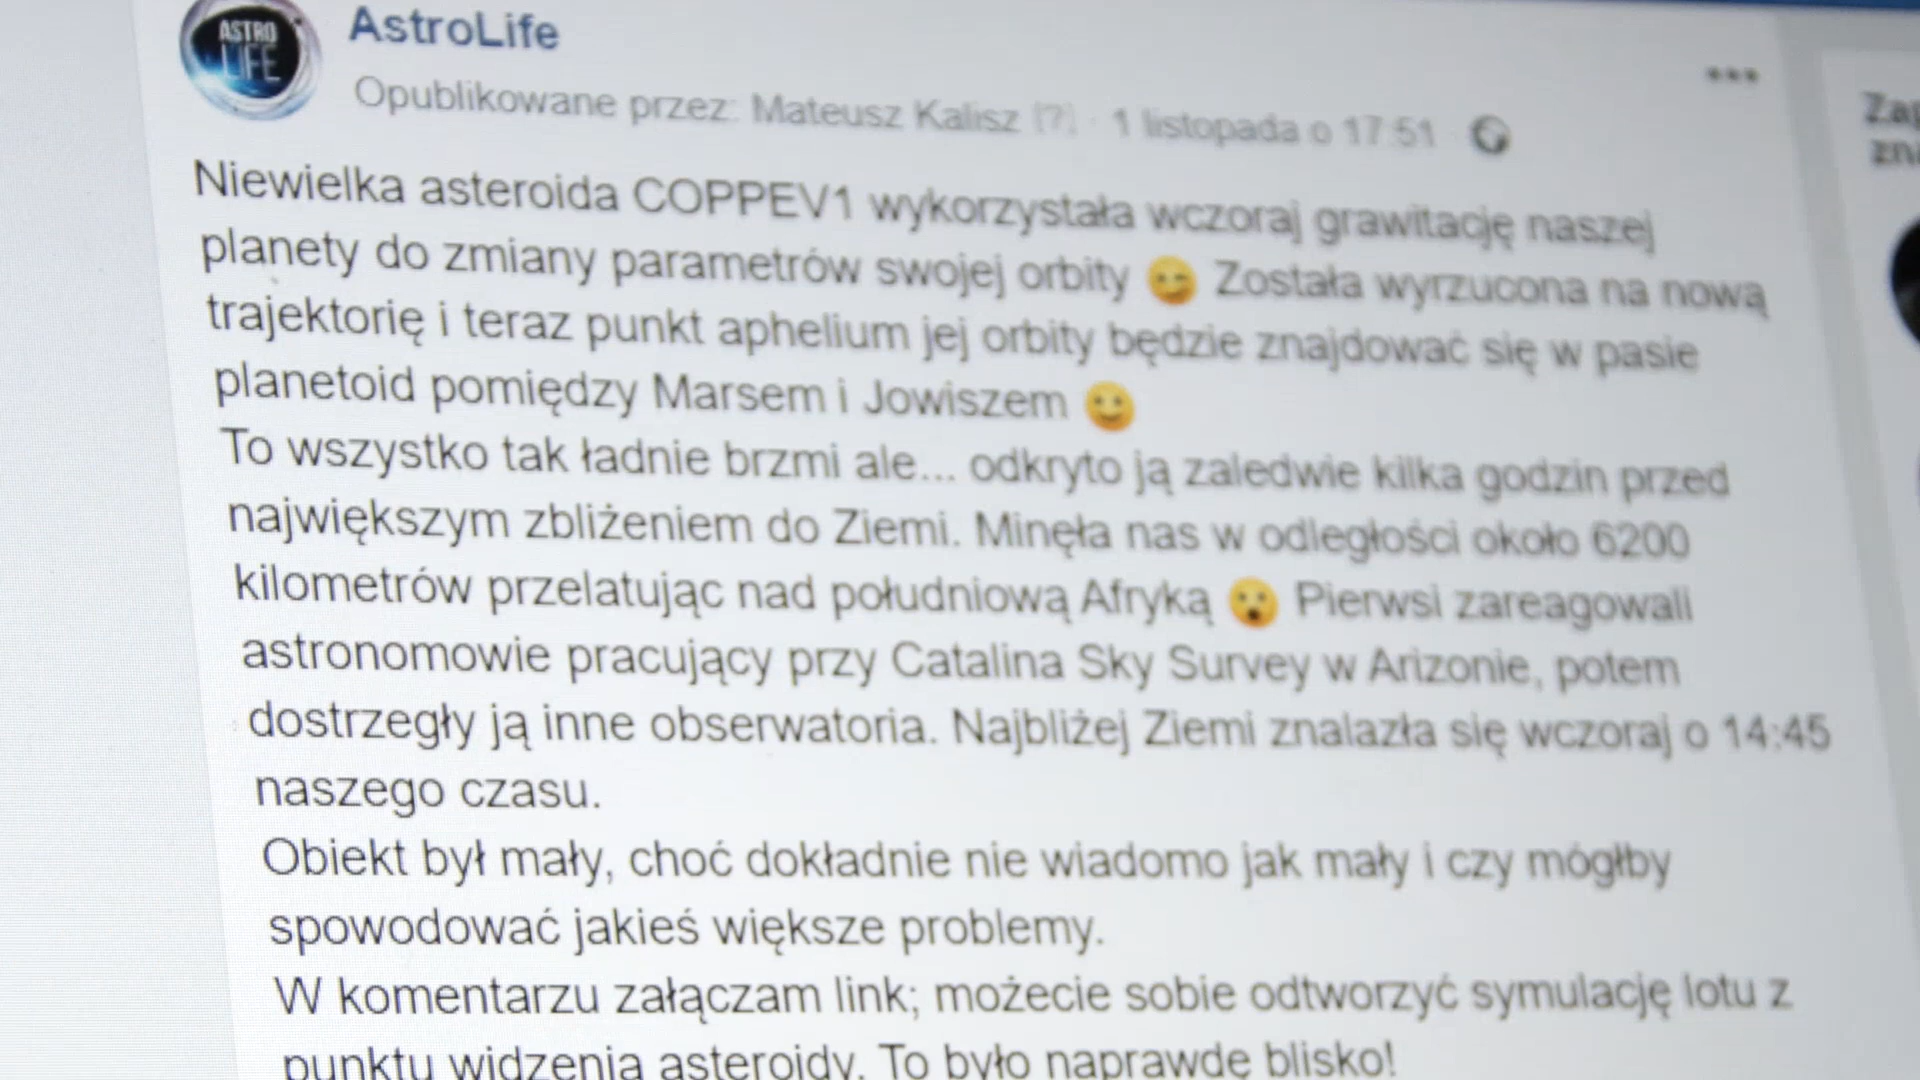 ASTRO
LIFE
AstroLife
Opublikowane przez: Mateusz Kalisz [?] · 1 listopada o 17:51
Niewielka asteroida COPPEV1 wykorzystała wczoraj grawitację naszej
planety do zmiany parametrów swojej orbity 😉 Została wyrzucona na nową
trajektorię i teraz punkt aphelium jej orbity będzie znajdować się w pasie
planetoid pomiędzy Marsem i Jowiszem 🙂
To wszystko tak ładnie brzmi ale... odkryto ją zaledwie kilka godzin przed
największym zbliżeniem do Ziemi. Minęła nas w odległości około 6200
kilometrów przelatując nad południową Afryką 😮 Pierwsi zareagowali
astronomowie pracujący przy Catalina Sky Survey w Arizonie, potem
dostrzegły ją inne obserwatoria. Najbliżej Ziemi znalazła się wczoraj o 14:45
naszego czasu.
Obiekt był mały, choć dokładnie nie wiadomo jak mały i czy mógłby
spowodować jakieś większe problemy.
W komentarzu załączam link; możecie sobie odtworzyć symulację lotu z
punktu widzenia asteroidy. To było naprawdę blisko!